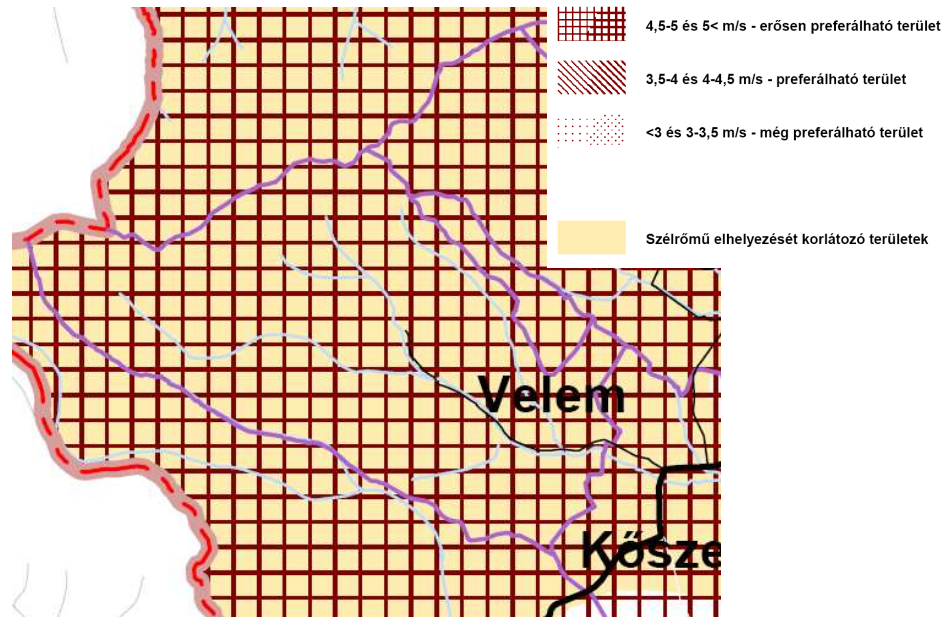 4,5-5 és 5< m/s - erősen preferálható terület
3,5-4 és 4-4,5 m/s - preferálható terület
<3 és 3-3,5 m/s - még preferálható terület
Szélrőmű elhelyezését korlátozó területek
Velem
Kősze